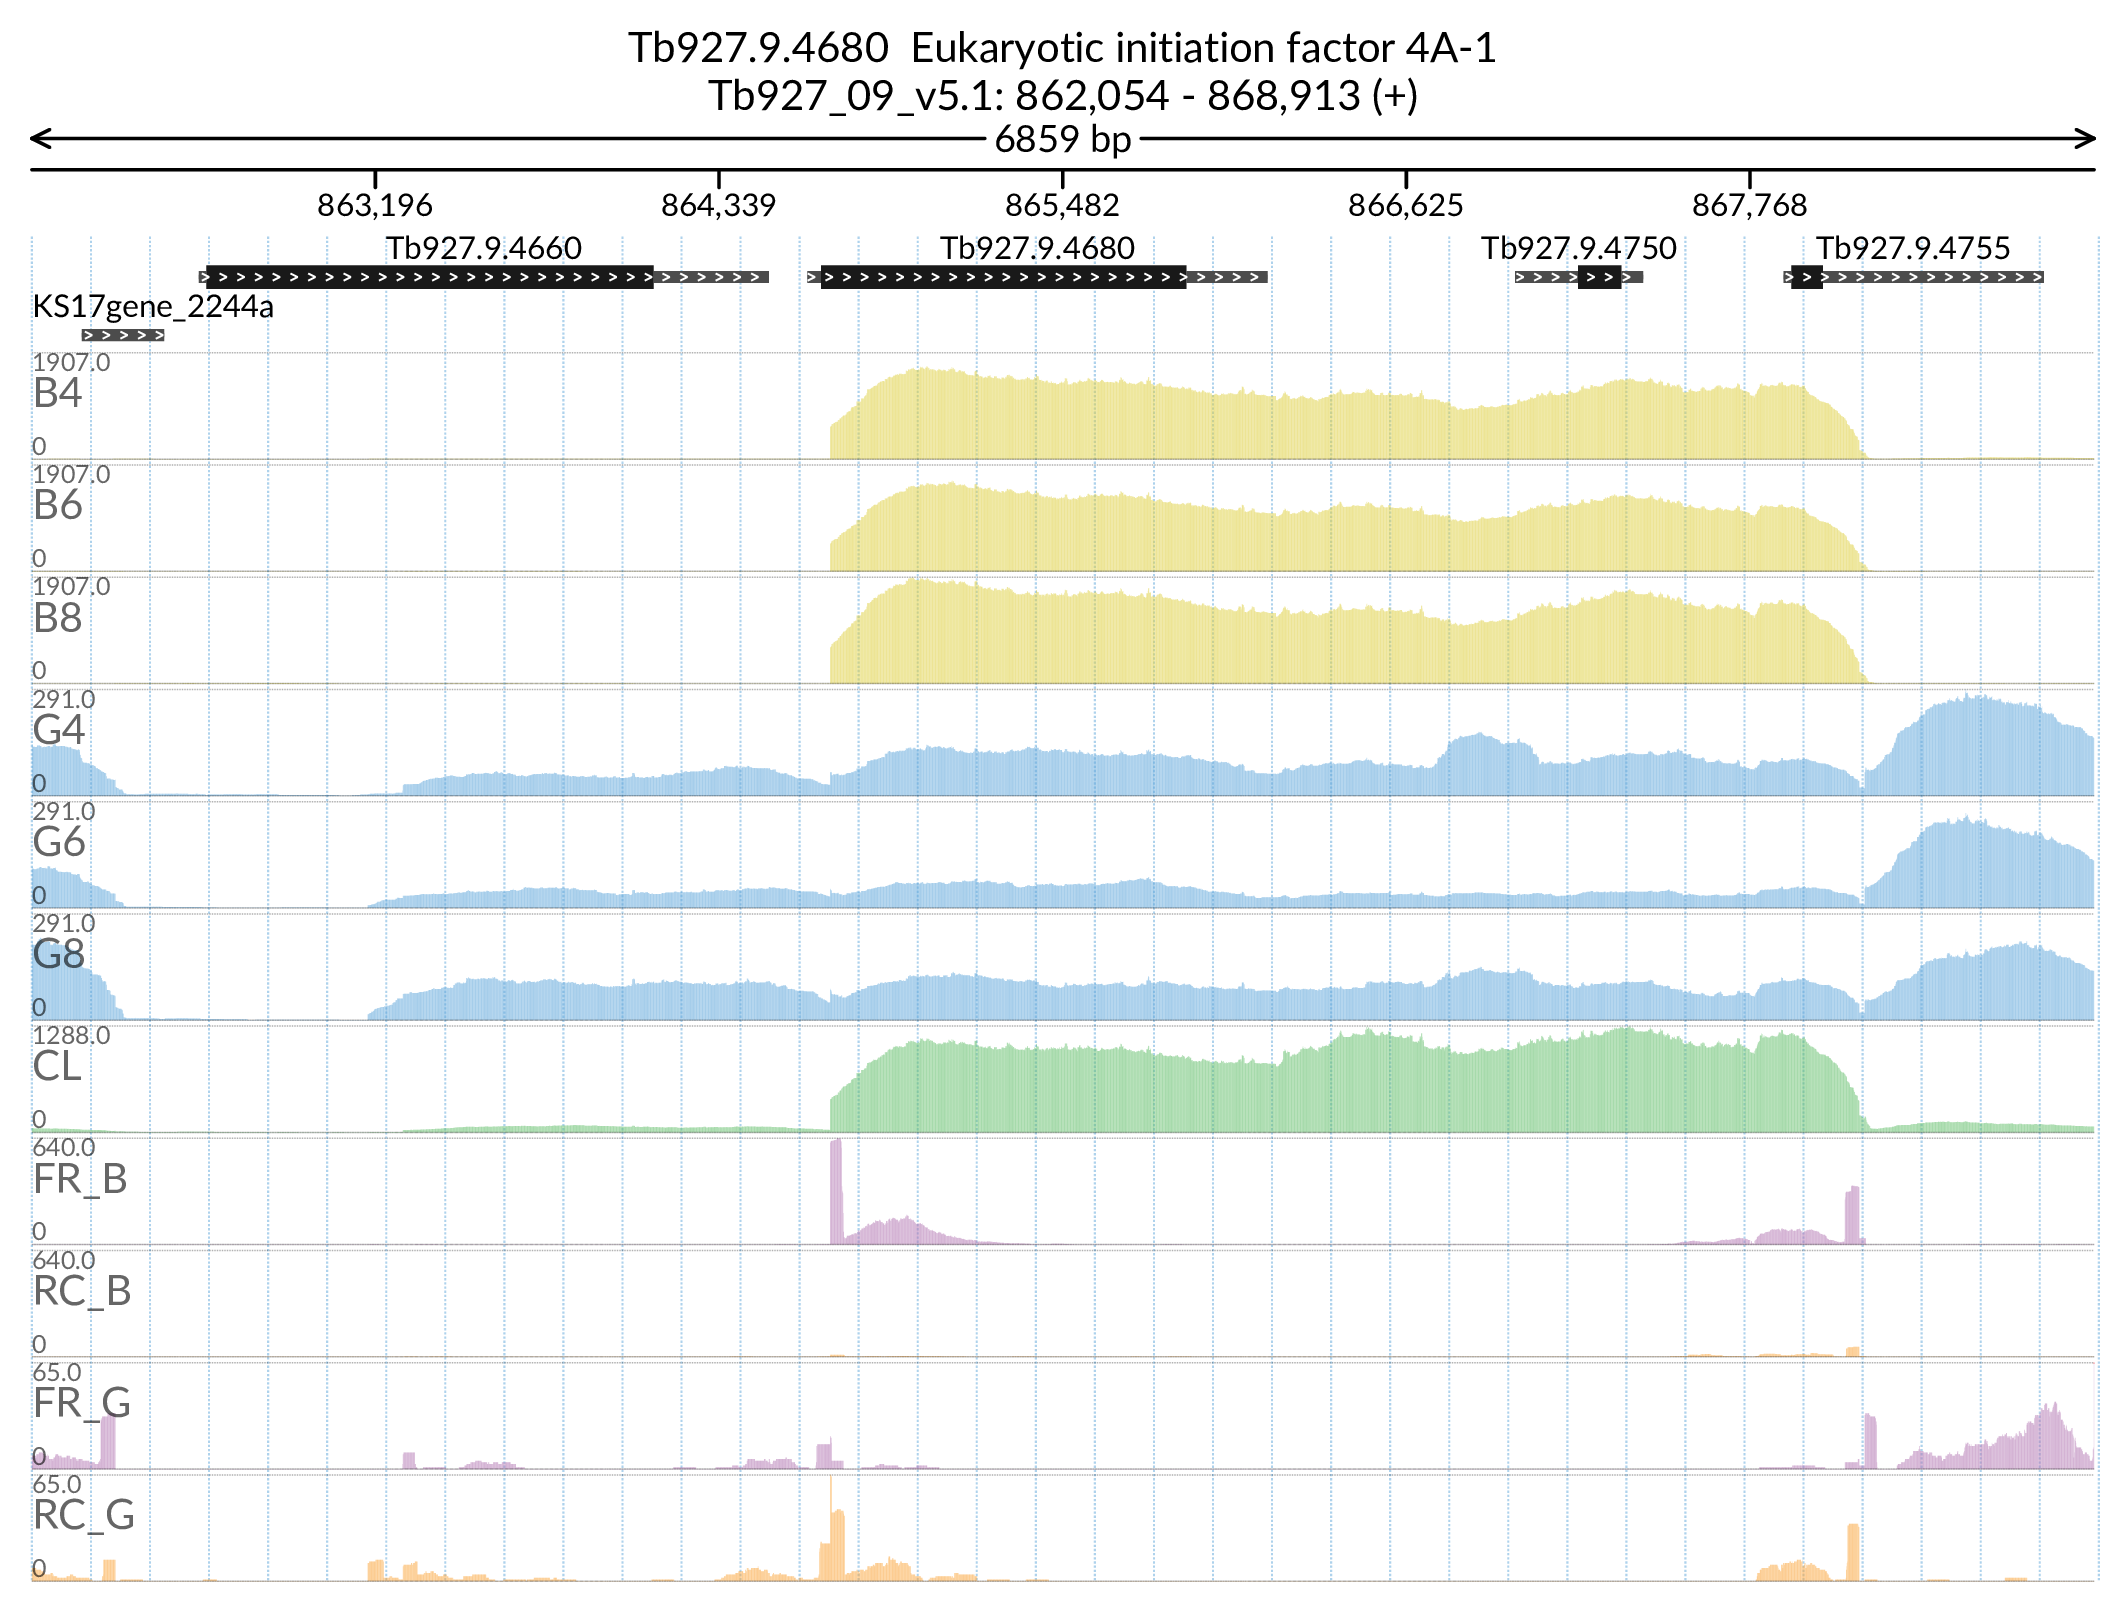 Tb927.9.4680  Eukaryotic initiation factor 4A-1
Tb927_09_v5.1: 862,054 - 868,913 (+)
6859 bp
863,196 864,339 865,482 866,625 867,768
Tb927.9.4660 Tb927.9.4680 Tb927.9.4750 Tb927.9.4755
KS17gene_2244a
1907.0
B4
0
1907.0
B6
0
1907.0
B8
0
291.0
G4
0
291.0
G6
0
291.0
G8
0
1288.0
CL
0
640.0
FR_B
0
640.0
RC_B
0
65.0
FR_G
0
65.0
RC_G
0